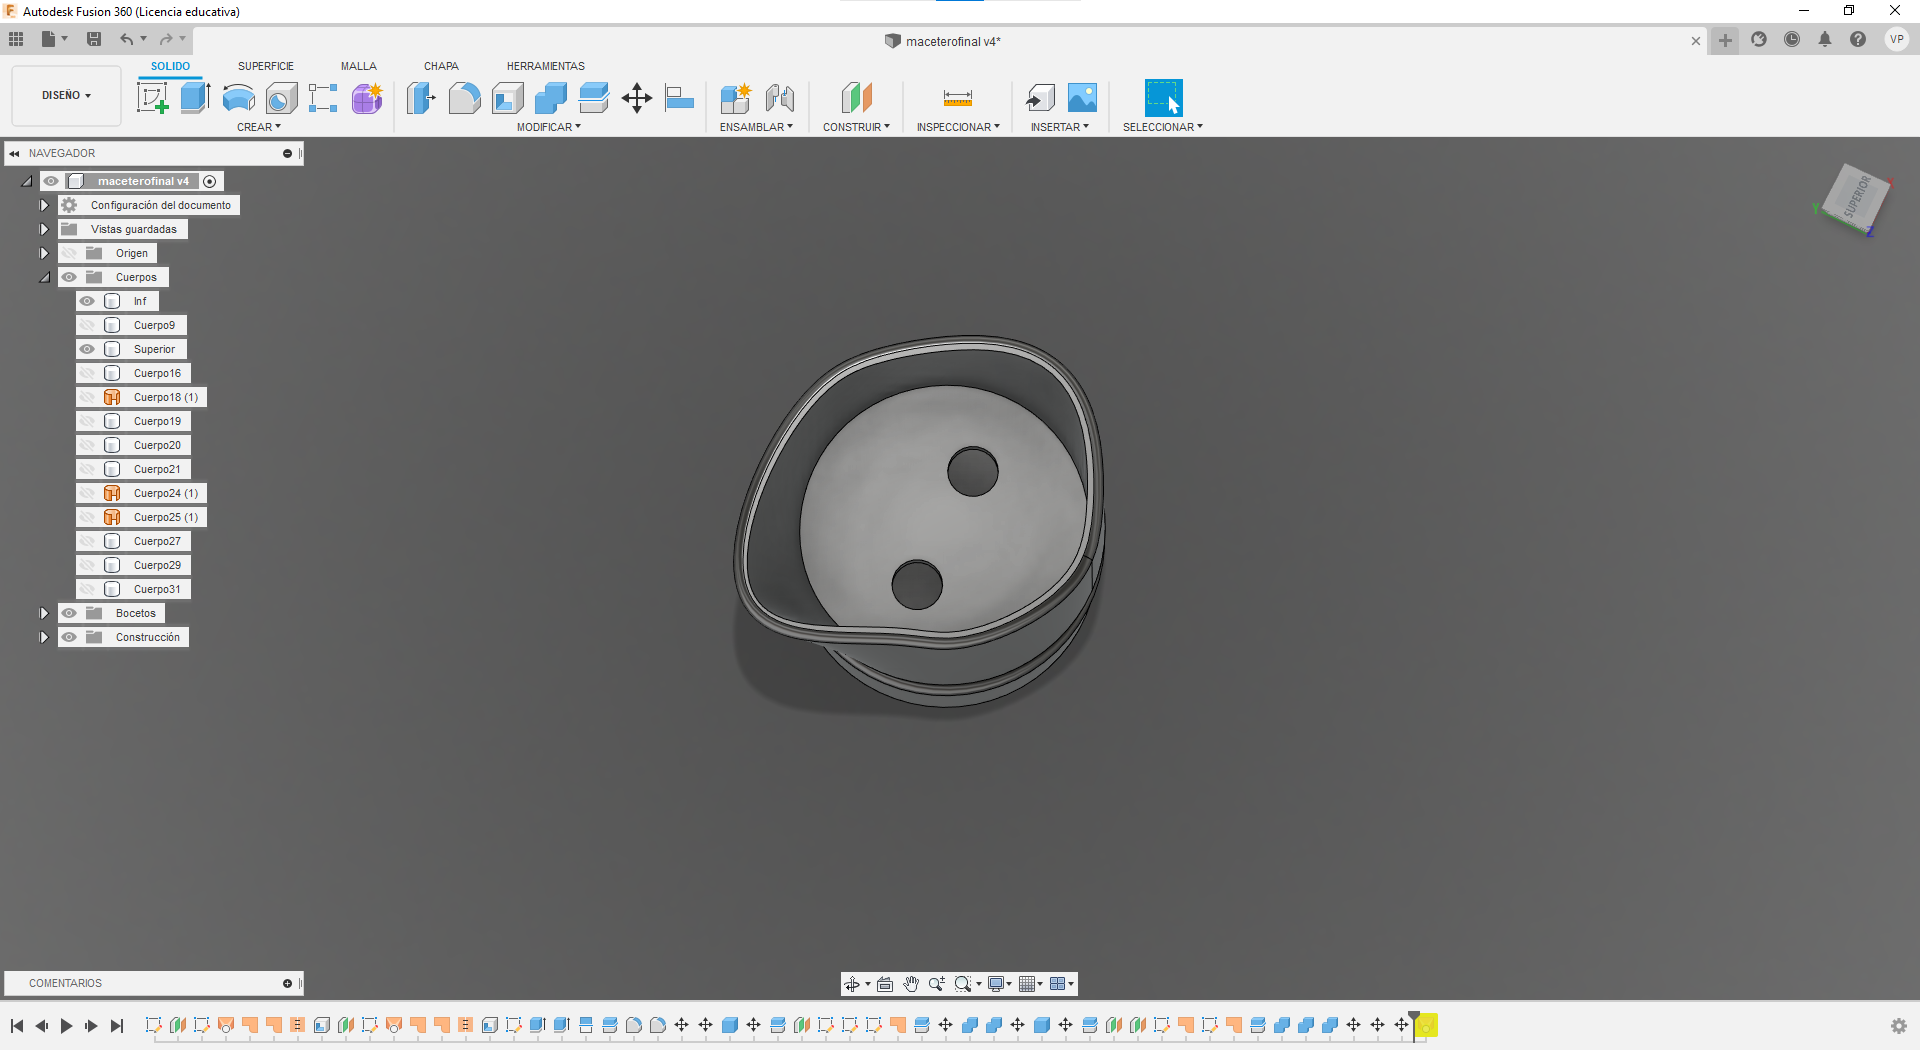 Autodesk Fusion 360 (Licencia educativa)
maceterofinal v4*
VP
DISEÑO
SOLIDO
SUPERFICIE
MALLA
CHAPA
HERRAMIENTAS
CREAR
MODIFICAR
ENSAMBLAR
CONSTRUIR
INSPECCIONAR
INSERTAR
SELECCIONAR
NAVEGADOR
maceterofinal v4
Configuración del documento
Vistas guardadas
Origen
Cuerpos
Inf
Cuerpo9
Superior
Cuerpo16
Cuerpo18 (1)
Cuerpo19
Cuerpo20
Cuerpo21
Cuerpo24 (1)
Cuerpo25 (1)
Cuerpo27
Cuerpo29
Cuerpo31
Bocetos
Construcción
SUPERIOR
X
Y
Z
COMENTARIOS